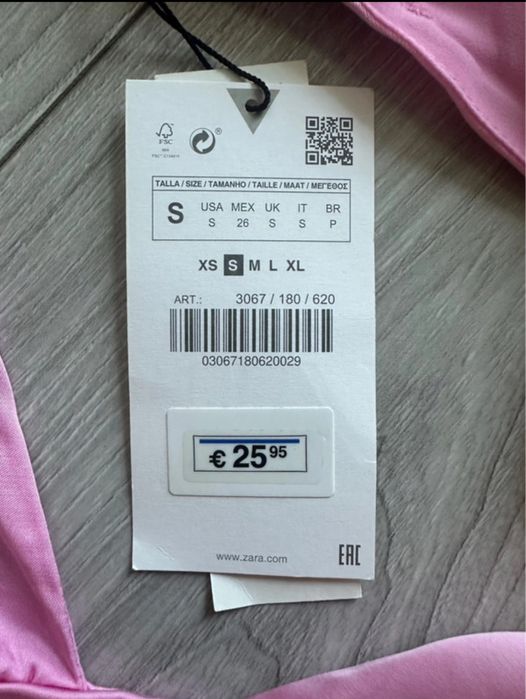 FSC
TALLA / SIZE / TAMANHO / TAILLE / MAAT / ΜΕΓΕΘΟΣ
S USA MEX UK IT BR
S 26 S S P
XS S M L XL
ART.: 3067 / 180 / 620
03067180620029
€ 25 95
www.zara.com
EAC